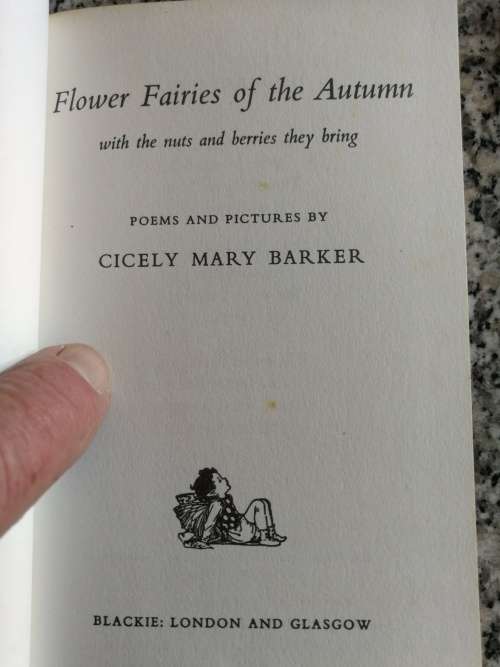 Flower Fairies of the Autumn
with the nuts and berries they bring
POEMS AND PICTURES BY
CICELY MARY BARKER
BLACKIE: LONDON AND GLASGOW